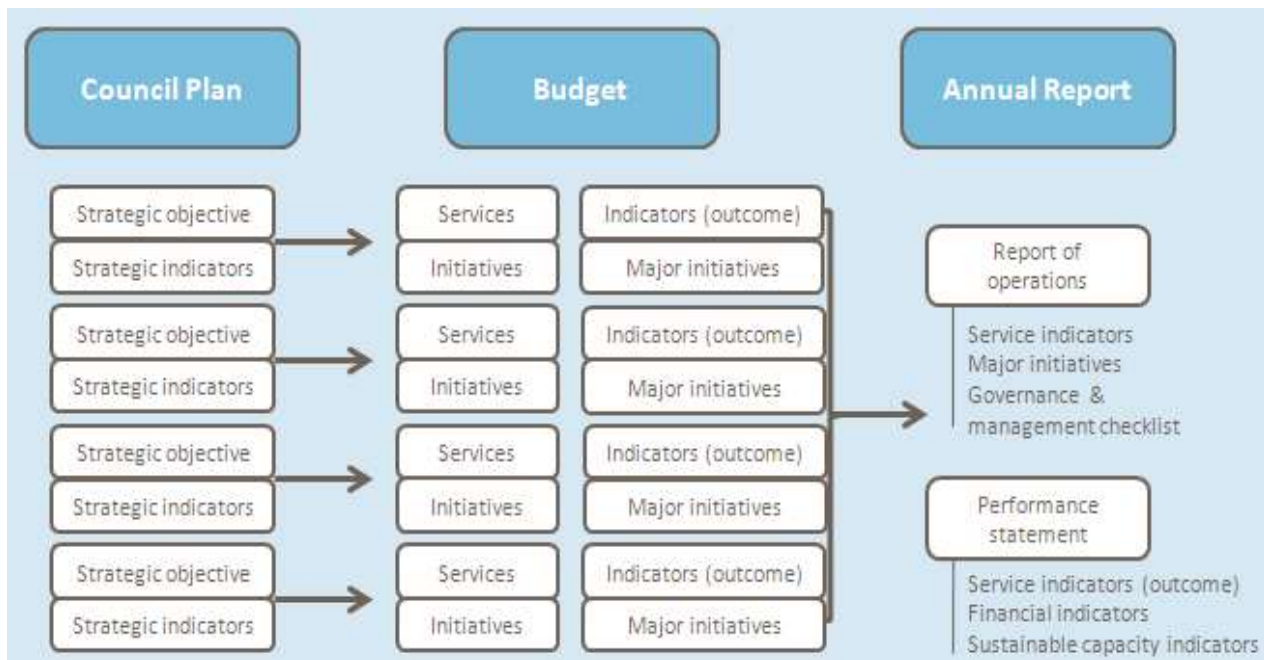 Council Plan
Budget
Annual Report
Strategic objective
Strategic indicators
Services
Initiatives
Indicators (outcome)
Major initiatives
Strategic objective
Strategic indicators
Services
Initiatives
Indicators (outcome)
Major initiatives
Strategic objective
Strategic indicators
Services
Initiatives
Indicators (outcome)
Major initiatives
Strategic objective
Strategic indicators
Services
Initiatives
Indicators (outcome)
Major initiatives
Report of
operations
Service indicators
Major initiatives
Governance &
management checklist
Performance
statement
Service indicators (outcome)
Financial indicators
Sustainable capacity indicators